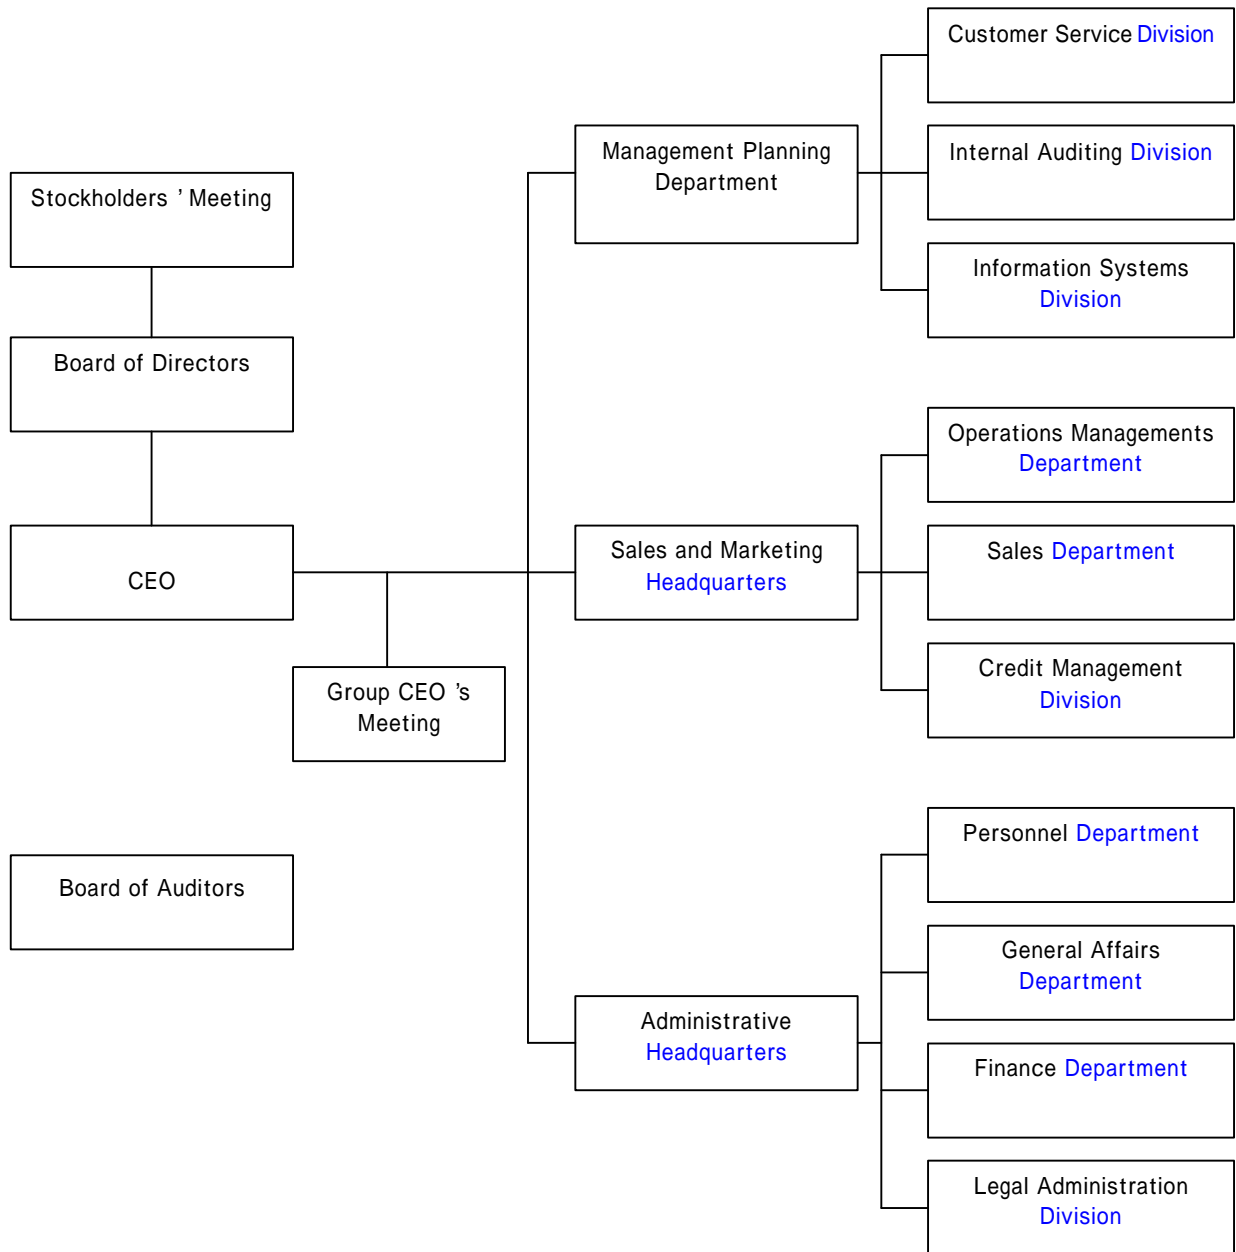 Stockholders ' Meeting
Board of Directors
CEO
Group CEO 's
Meeting
Board of Auditors
Management Planning
Department
Sales and Marketing
Headquarters
Administrative
Headquarters
Customer Service Division
Internal Auditing Division
Information Systems
Division
Operations Managements
Department
Sales Department
Credit Management
Division
Personnel Department
General Affairs
Department
Finance Department
Legal Administration
Division